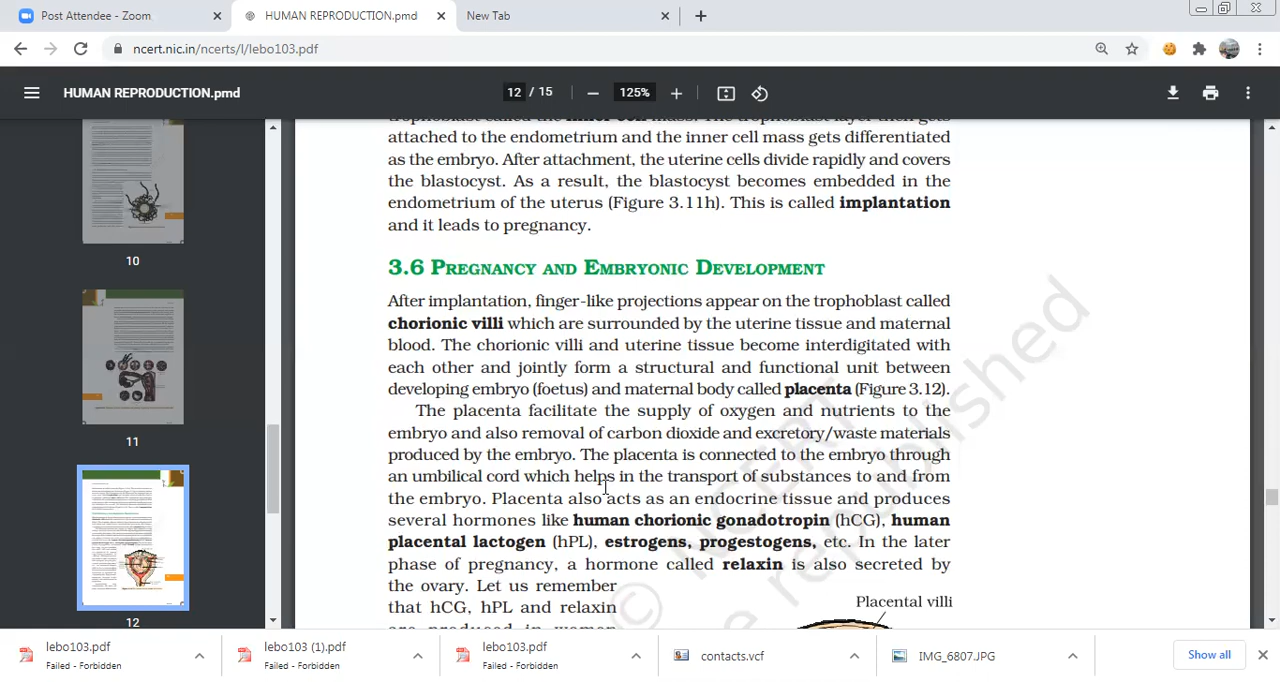 Post Attendee - Zoom
HUMAN REPRODUCTION.pmd
New Tab
ncert.nic.in/ncerts/l/lebo103.pdf
HUMAN REPRODUCTION.pmd
12 / 15
125%
trophoblast called the inner cell mass. The trophoblast layer then gets
attached to the endometrium and the inner cell mass gets differentiated
as the embryo. After attachment, the uterine cells divide rapidly and covers
the blastocyst. As a result, the blastocyst becomes embedded in the
endometrium of the uterus (Figure 3.11h). This is called implantation
and it leads to pregnancy.
3.6 PREGNANCY AND EMBRYONIC DEVELOPMENT
After implantation, finger-like projections appear on the trophoblast called
chorionic villi which are surrounded by the uterine tissue and maternal
blood. The chorionic villi and uterine tissue become interdigitated with
each other and jointly form a structural and functional unit between
developing embryo (foetus) and maternal body called placenta (Figure 3.12).
The placenta facilitate the supply of oxygen and nutrients to the
embryo and also removal of carbon dioxide and excretory/waste materials
produced by the embryo. The placenta is connected to the embryo through
an umbilical cord which helps in the transport of substances to and from
the embryo. Placenta also acts as an endocrine tissue and produces
several hormones like human chorionic gonadotropin (hCG), human
placental lactogen (hPL), estrogens, progestogens, etc. In the later
phase of pregnancy, a hormone called relaxin is also secreted by
the ovary. Let us remember
that hCG, hPL and relaxin
are produced in women
Placental villi
© NCERT
be republished
10
11
12
lebo103.pdf
Failed - Forbidden
lebo103 (1).pdf
Failed - Forbidden
lebo103.pdf
Failed - Forbidden
contacts.vcf
IMG_6807.JPG
Show all